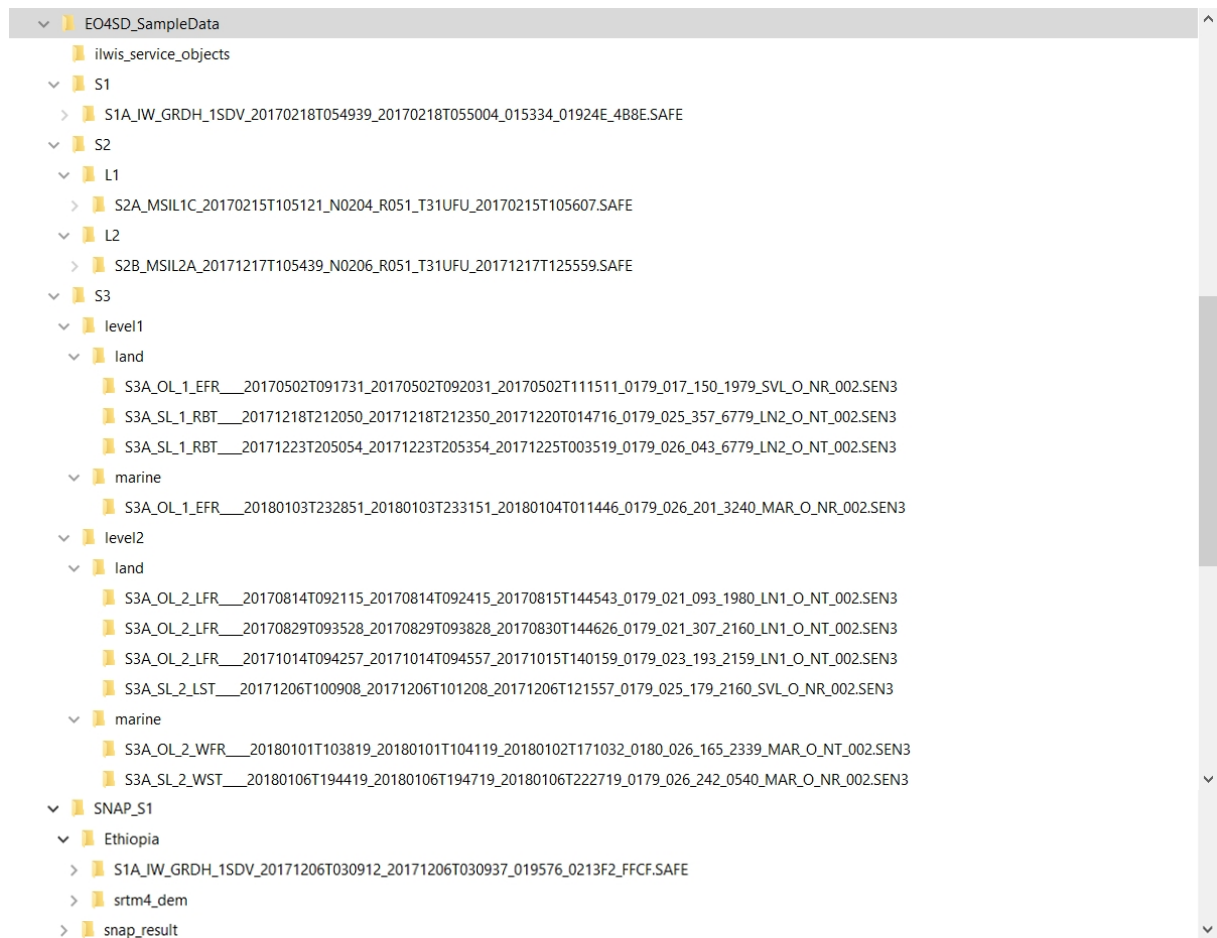 EO4SD_SampleData
ilwis_service_objects
S1
S1A_IW_GRDH_1SDV_20170218T054939_20170218T055004_015334_01924E_4B8E.SAFE
S2
L1
S2A_MSIL1C_20170215T105121_N0204_R051_T31UFU_20170215T105607.SAFE
L2
S2B_MSIL2A_20171217T105439_N0206_R051_T31UFU_20171217T125559.SAFE
S3
level1
land
S3A_OL_1_EFR____20170502T091731_20170502T092031_20170502T111511_0179_017_150_1979_SVL_O_NR_002.SEN3
S3A_SL_1_RBT____20171218T212050_20171218T212350_20171220T014716_0179_025_357_6779_LN2_O_NT_002.SEN3
S3A_SL_1_RBT____20171223T205054_20171223T205354_20171225T003519_0179_026_043_6779_LN2_O_NT_002.SEN3
marine
S3A_OL_1_EFR____20180103T232851_20180103T233151_20180104T011446_0179_026_201_3240_MAR_O_NR_002.SEN3
level2
land
S3A_OL_2_LFR____20170814T092115_20170814T092415_20170815T144543_0179_021_093_1980_LN1_O_NT_002.SEN3
S3A_OL_2_LFR____20170829T093528_20170829T093828_20170830T144626_0179_021_307_2160_LN1_O_NT_002.SEN3
S3A_OL_2_LFR____20171014T094257_20171014T094557_20171015T140159_0179_023_193_2159_LN1_O_NT_002.SEN3
S3A_SL_2_LST____20171206T100908_20171206T101208_20171206T121557_0179_025_179_2160_SVL_O_NR_002.SEN3
marine
S3A_OL_2_WFR____20180101T103819_20180101T104119_20180102T171032_0180_026_165_2339_MAR_O_NT_002.SEN3
S3A_SL_2_WST____20180106T194419_20180106T194719_20180106T222719_0179_026_242_0540_MAR_O_NR_002.SEN3
SNAP_S1
Ethiopia
S1A_IW_GRDH_1SDV_20171206T030912_20171206T030937_019576_0213F2_FFCF.SAFE
srtm4_dem
snap_result